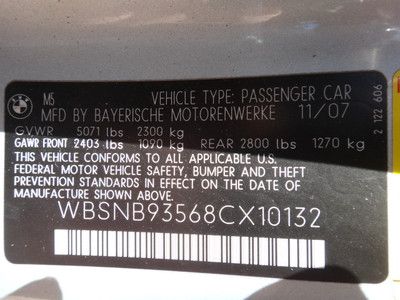 M5 VEHICLE TYPE: PASSENGER CAR
MFD BY BAYERISCHE MOTORENWERKE 11/07
GVWR 5071 lbs 2300 kg
GAWR FRONT 2403 lbs 1090 kg REAR 2800 lbs 1270 kg
THIS VEHICLE CONFORMS TO ALL APPLICABLE U.S.
FEDERAL MOTOR VEHICLE SAFETY, BUMPER AND THEFT
PREVENTION STANDARDS IN EFFECT ON THE DATE OF
MANUFACTURE SHOWN ABOVE.
WBSNB93568CX10132
2 122 606